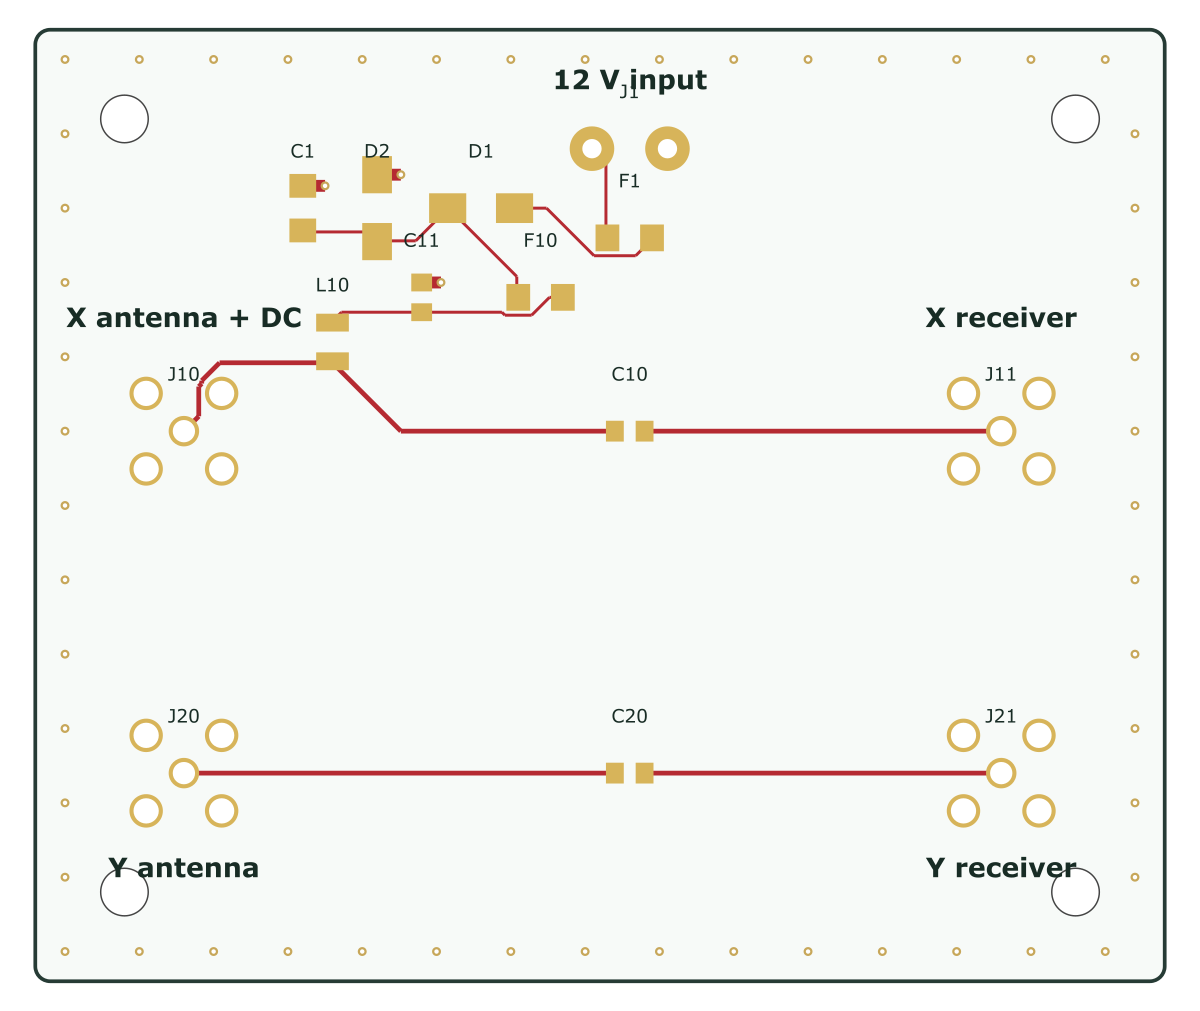 12 V input
J1
C1
D2
D1
F1
C11
F10
L10
X antenna + DC
X receiver
J10
C10
J11
J20
C20
J21
Y antenna
Y receiver